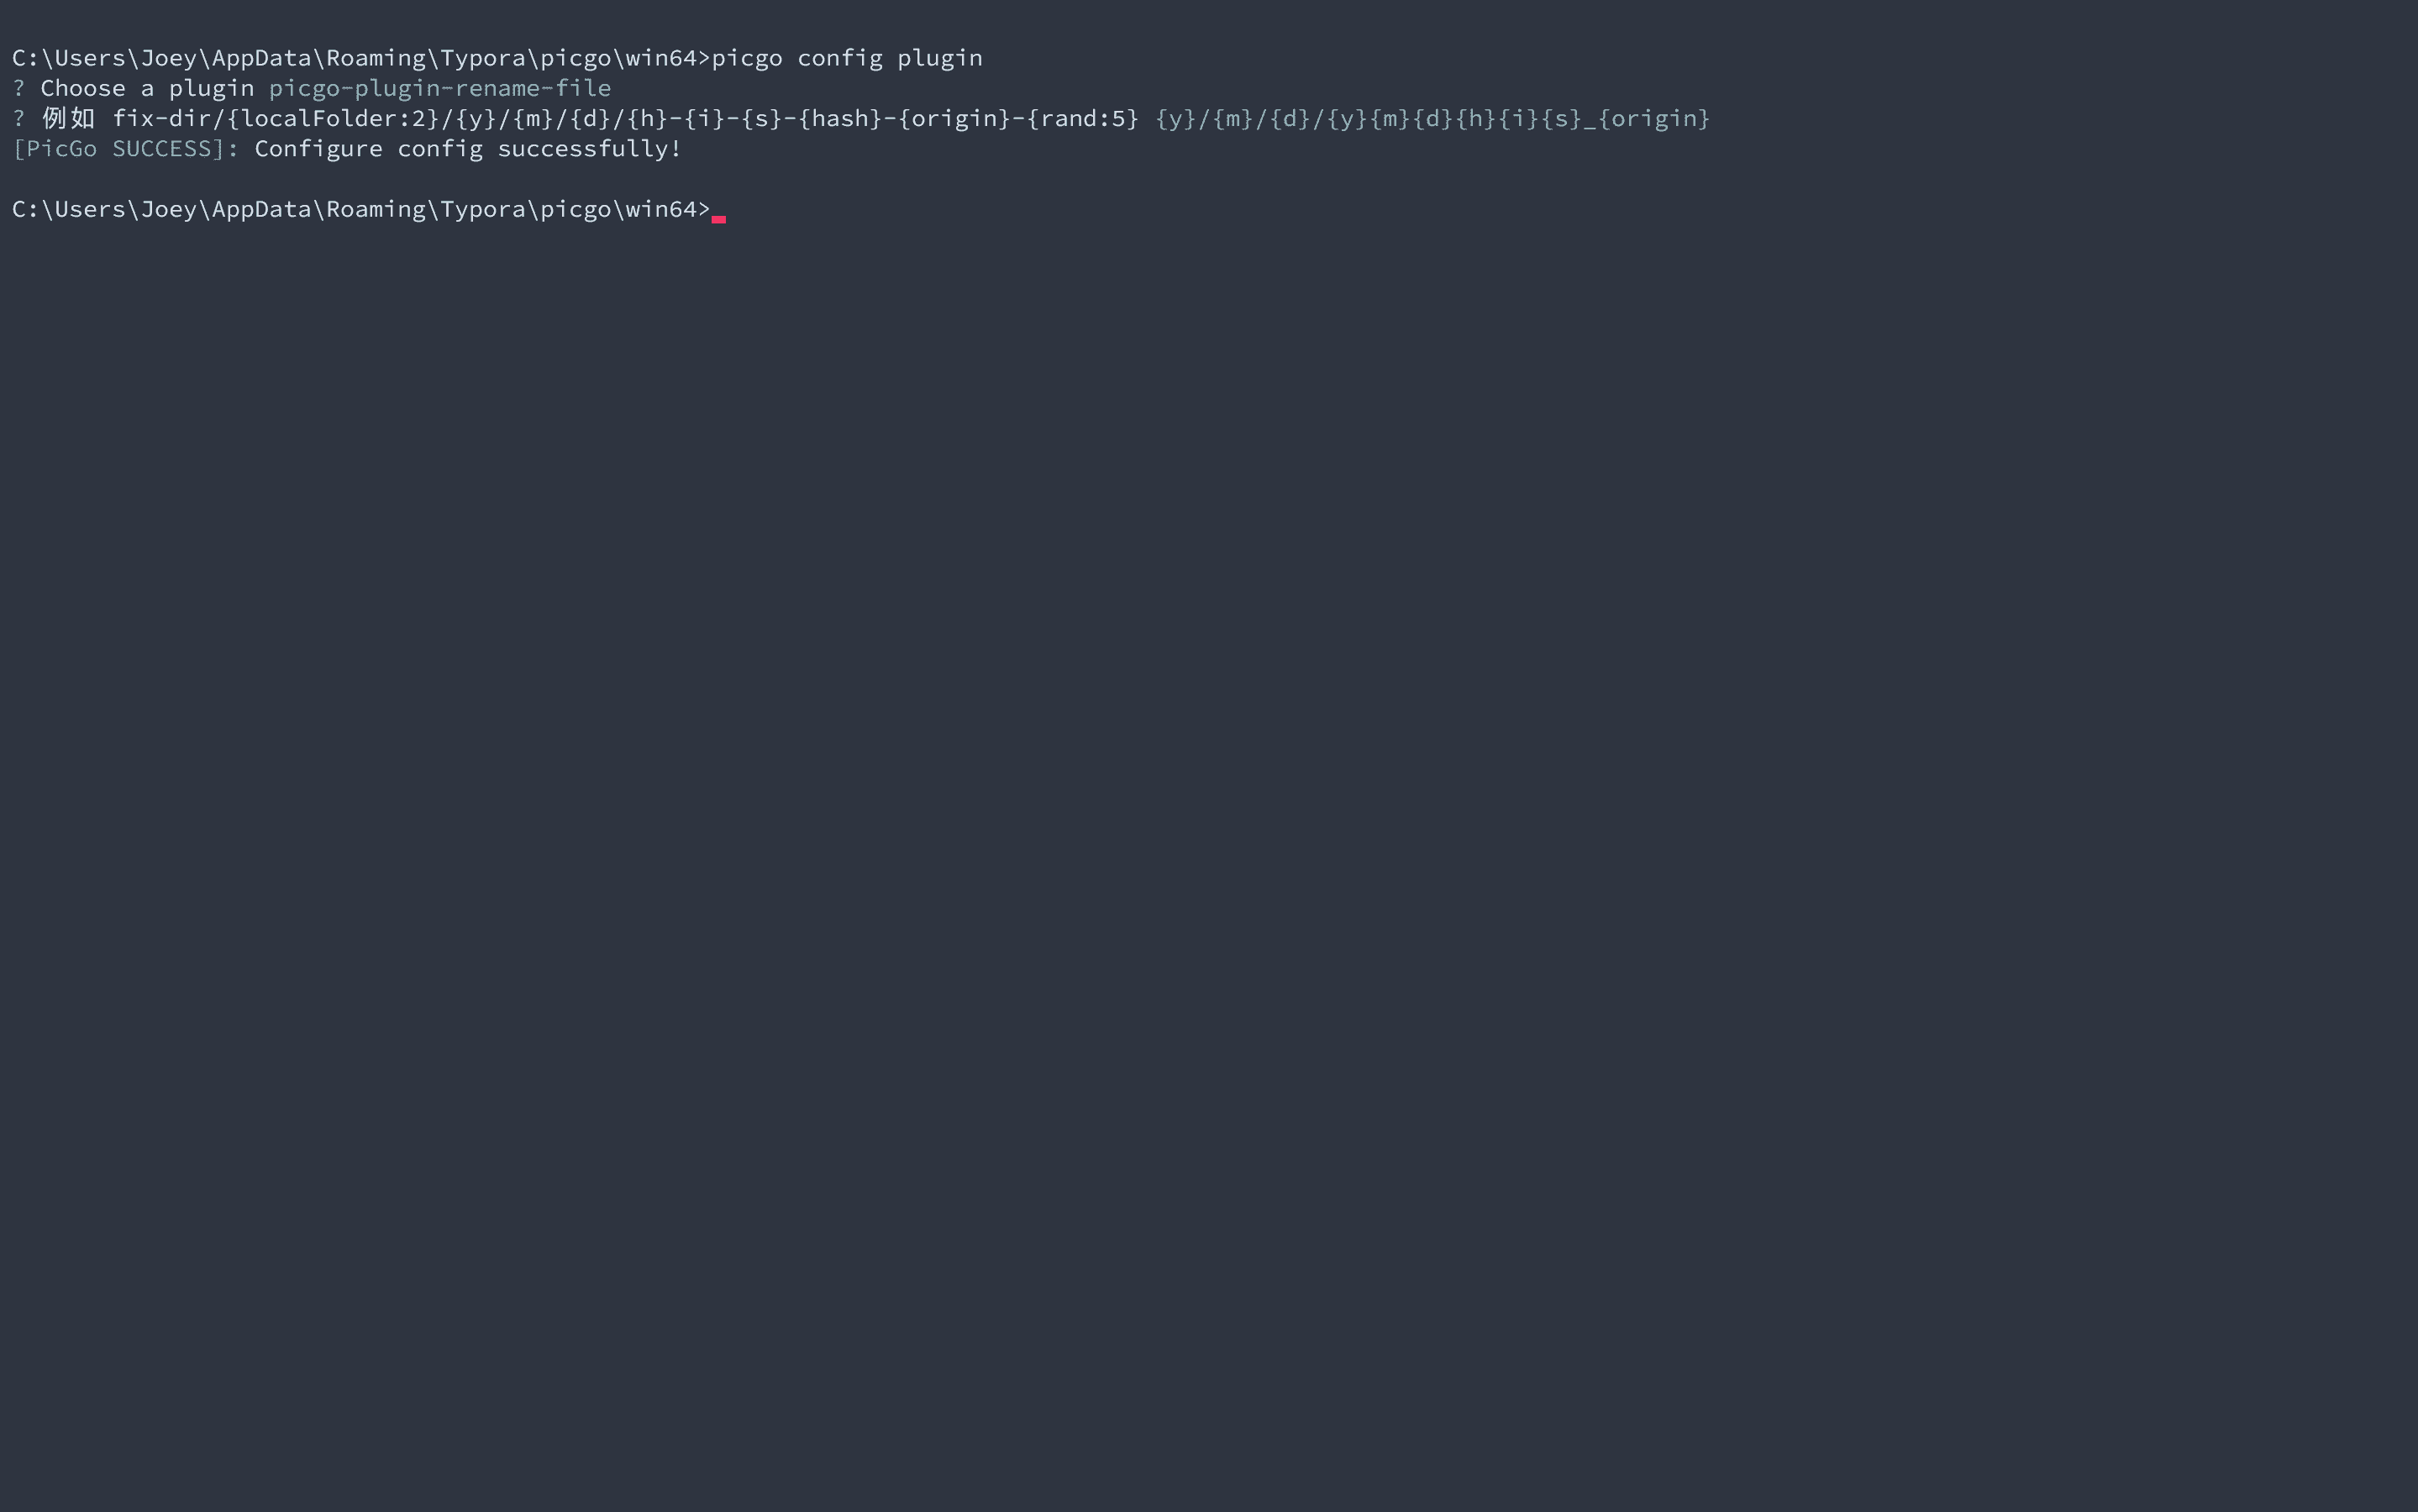 C:\Users\Joey\AppData\Roaming\Typora\picgo\win64>picgo config plugin
? Choose a plugin picgo-plugin-rename-file
? 例如 fix-dir/{localFolder:2}/{y}/{m}/{d}/{h}-{i}-{s}-{hash}-{origin}-{rand:5} {y}/{m}/{d}/{y}{m}{d}{h}{i}{s}_{origin}
[PicGo SUCCESS]: Configure config successfully!
C:\Users\Joey\AppData\Roaming\Typora\picgo\win64>